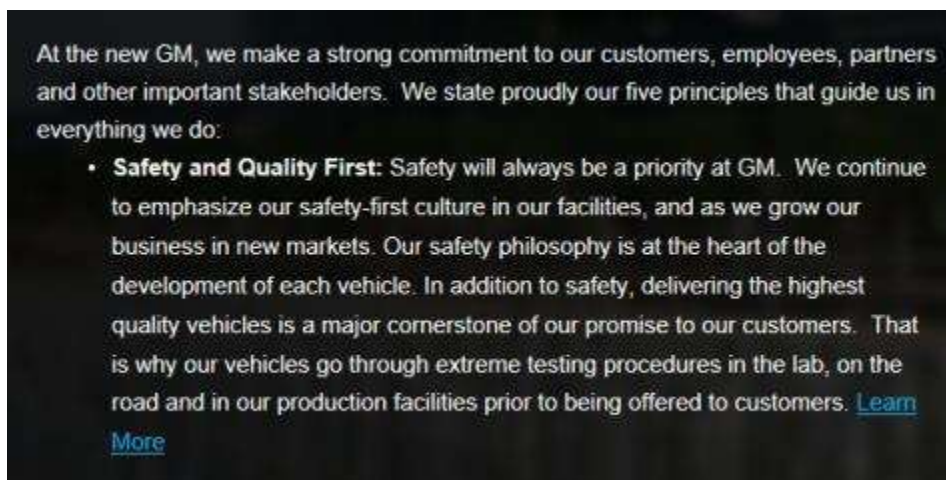 At the new GM, we make a strong commitment to our customers, employees, partners
and other important stakeholders.  We state proudly our five principles that guide us in
everything we do:
• Safety and Quality First: Safety will always be a priority at GM.  We continue
to emphasize our safety-first culture in our facilities, and as we grow our
business in new markets. Our safety philosophy is at the heart of the
development of each vehicle. In addition to safety, delivering the highest
quality vehicles is a major cornerstone of our promise to our customers.  That
is why our vehicles go through extreme testing procedures in the lab, on the
road and in our production facilities prior to being offered to customers. Learn
More